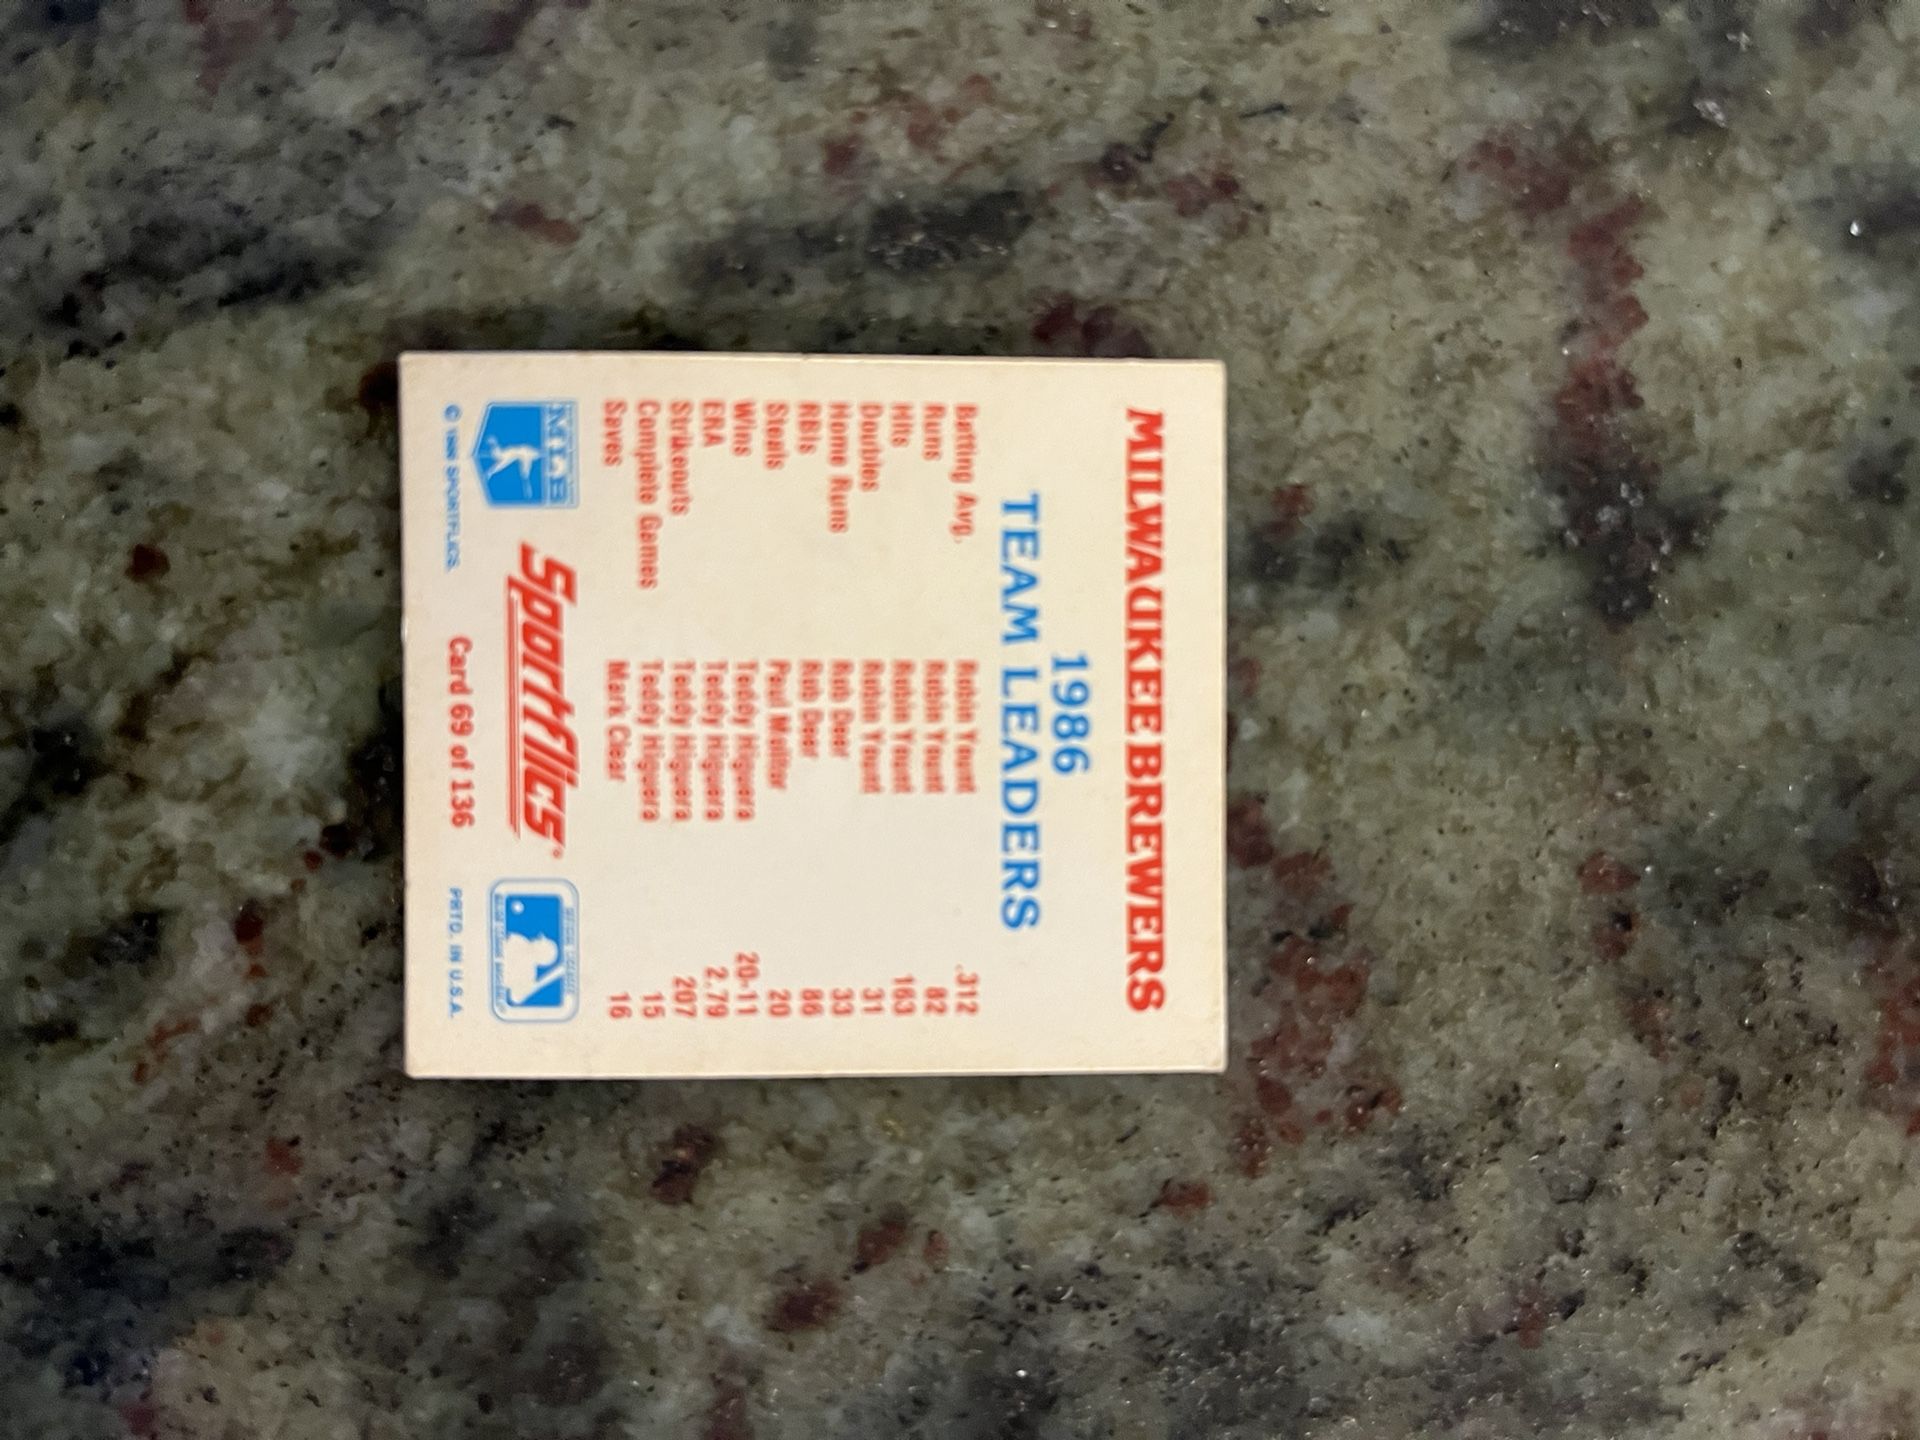 MILWAUKEE BREWERS
1986
TEAM LEADERS
Batting Avg. Robin Yount .312
Runs Robin Yount 82
Hits Robin Yount 163
Doubles Robin Yount 31
Home Runs Rob Deer 33
RBIs Rob Deer 86
Steals Paul Molitor 20
Wins Teddy Higuera 20-11
ERA Teddy Higuera 2.79
Strikeouts Teddy Higuera 207
Complete Games Teddy Higuera 15
Saves Mark Clear 16
Sportflics®
© 1986 SPORTFLICS. Card 69 of 136 PRTD. IN U.S.A.